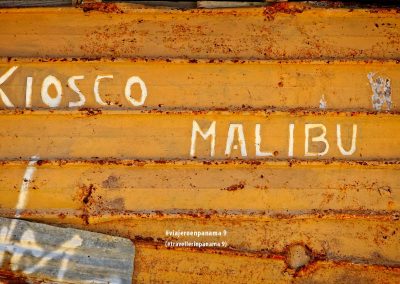 KIOSCO
MALIBU
#viajeroenpanama 9
(#travellerinpanama 9)